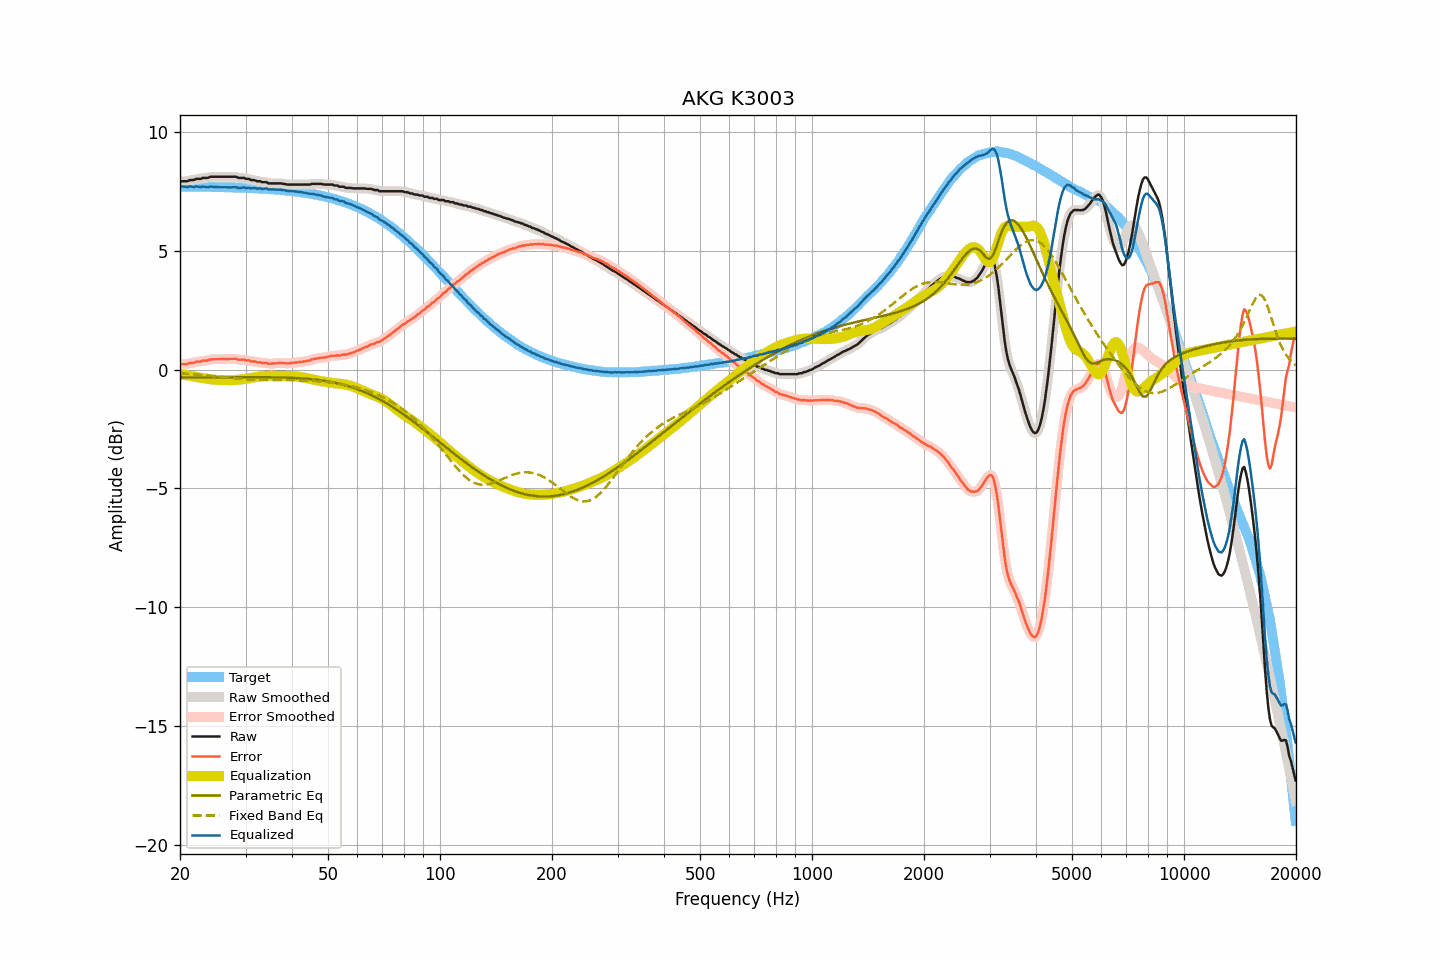 AKG K3003
10
5
0
−5
−10
−15
−20
Amplitude (dBr)
Target
Raw Smoothed
Error Smoothed
Raw
Error
Equalization
Parametric Eq
Fixed Band Eq
Equalized
20 50 100 200 500 1000 2000 5000 10000 20000
Frequency (Hz)